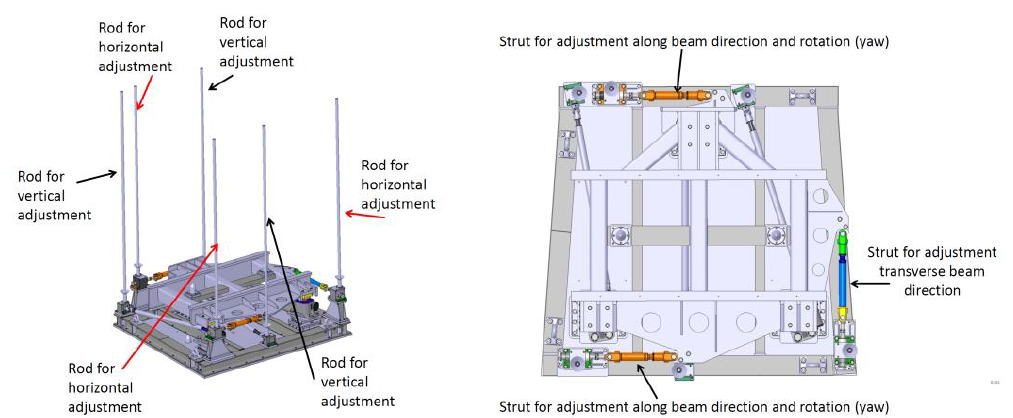 Rod for
horizontal
adjustment
Rod for
vertical
adjustment
Rod for
vertical
adjustment
Rod for
horizontal
adjustment
Rod for
horizontal
adjustment
Rod for
vertical
adjustment
Strut for adjustment along beam direction and rotation (yaw)
Strut for adjustment
transverse beam
direction
Strut for adjustment along beam direction and rotation (yaw)